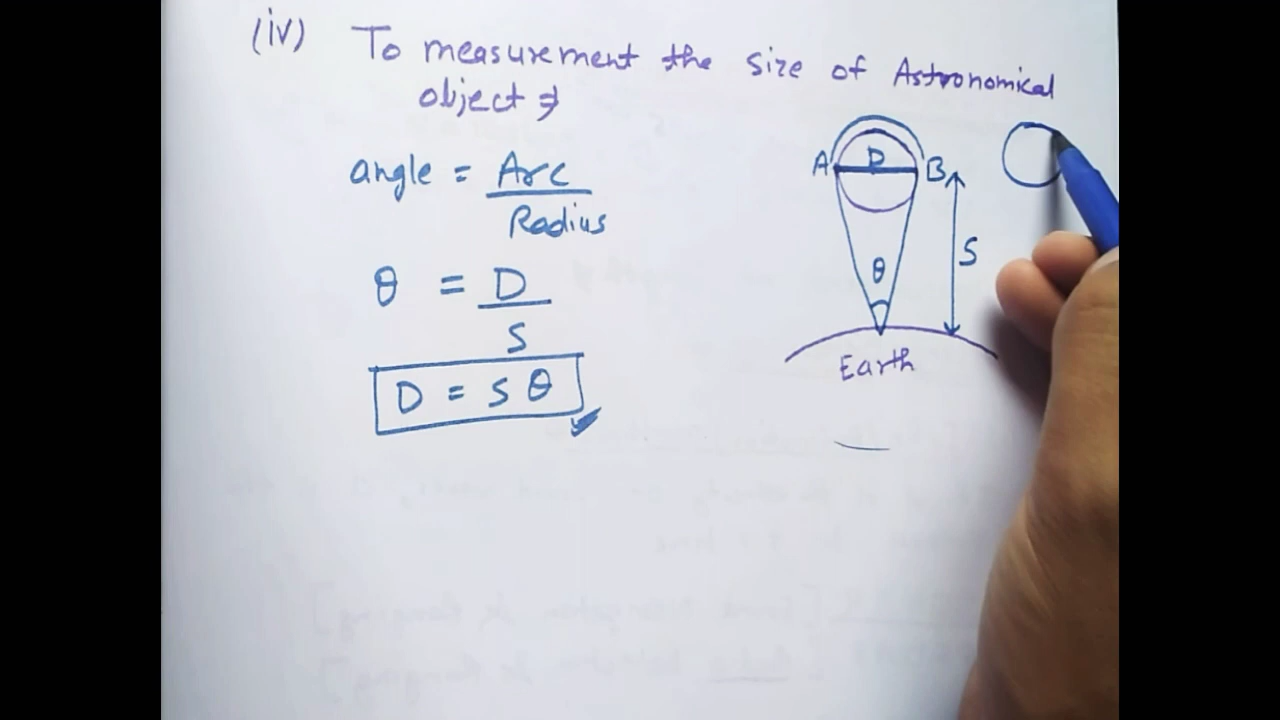 (iv) To measurement the size of Astronomical
object ⇒
angle = Arc
Radius
θ = D
S
D = S θ
A D B
S
θ
Earth